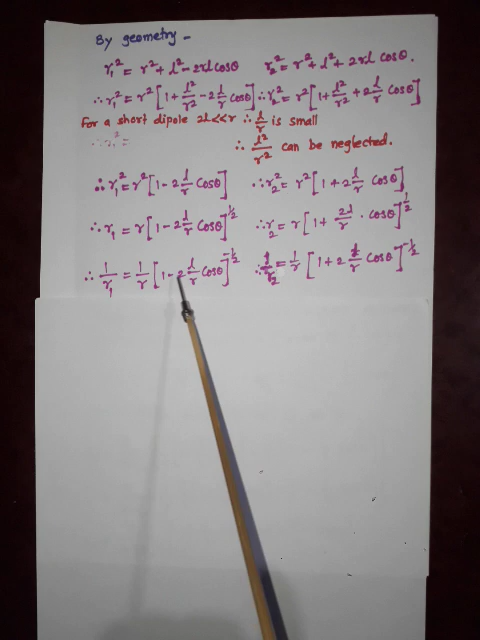 By geometry -
r₁² = r² + l² - 2rl cosθ r₂² = r² + l² + 2rl cosθ.
∴ r₁² = r² [1 + l²/r² - 2 l/r cosθ] ∴ r₂² = r² [1 + l²/r² + 2 l/r cosθ]
For a short dipole 2l << r ∴ l/r is small
∴ l²/r² can be neglected.
∴ r₁² = r² [1 - 2 l/r cosθ] ∴ r₂² = r² [1 + 2 l/r cosθ]
∴ r₁ = r [1 - 2 l/r cosθ]^1/2 ∴ r₂ = r [1 + 2l/r . cosθ]^1/2
∴ 1/r₁ = 1/r [1 - 2 l/r cosθ]^-1/2 ∴ 1/r₂ = 1/r [1 + 2 l/r cosθ]^-1/2